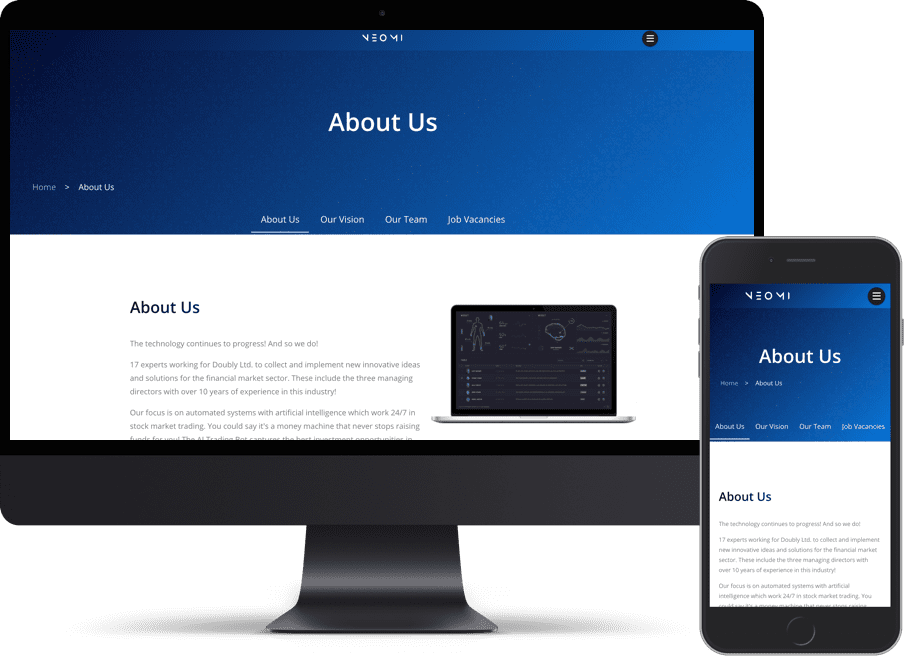 NEOMI
About Us
Home > About Us
About Us Our Vision Our Team Job Vacancies
About Us
The technology continues to progress! And so we do!
17 experts working for Doubly Ltd. to collect and implement new innovative ideas
and solutions for the financial market sector. These include the three managing
directors with over 10 years of experience in this industry!
Our focus is on automated systems with artificial intelligence which work 24/7 in
stock market trading. You could say it's a money machine that never stops raising
funds for you! The AI Trading Bot captures the best investment opportunities in
NEOMI
About Us
Home > About Us
About Us Our Vision Our Team Job Vacancies
About Us
The technology continues to progress! And so we do!
17 experts working for Doubly Ltd. to collect and implement
new innovative ideas and solutions for the financial market
sector. These include the three managing directors with
over 10 years of experience in this industry!
Our focus is on automated systems with artificial
intelligence which work 24/7 in stock market trading. You
could say it's a money machine that never stops raising